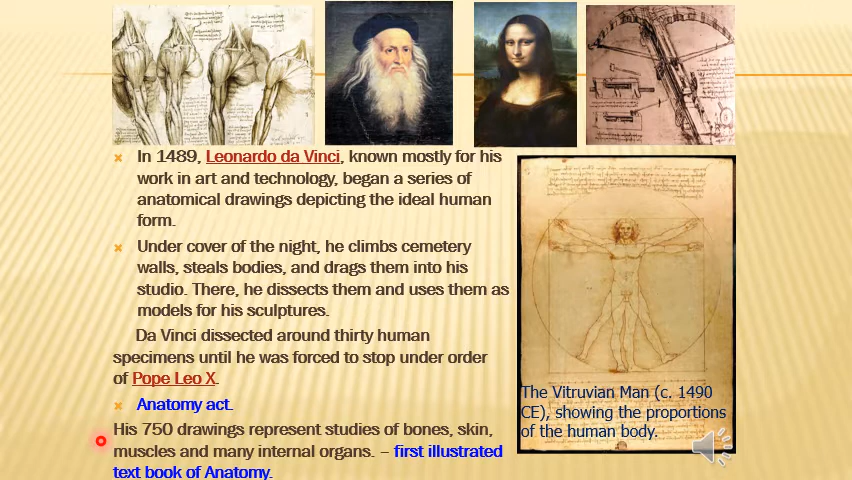 In 1489, Leonardo da Vinci, known mostly for his
work in art and technology, began a series of
anatomical drawings depicting the ideal human
form.
Under cover of the night, he climbs cemetery
walls, steals bodies, and drags them into his
studio. There, he dissects them and uses them as
models for his sculptures.
Da Vinci dissected around thirty human
specimens until he was forced to stop under order
of Pope Leo X.
Anatomy act.
His 750 drawings represent studies of bones, skin,
muscles and many internal organs. – first illustrated
text book of Anatomy.
The Vitruvian Man (c. 1490
CE), showing the proportions
of the human body.